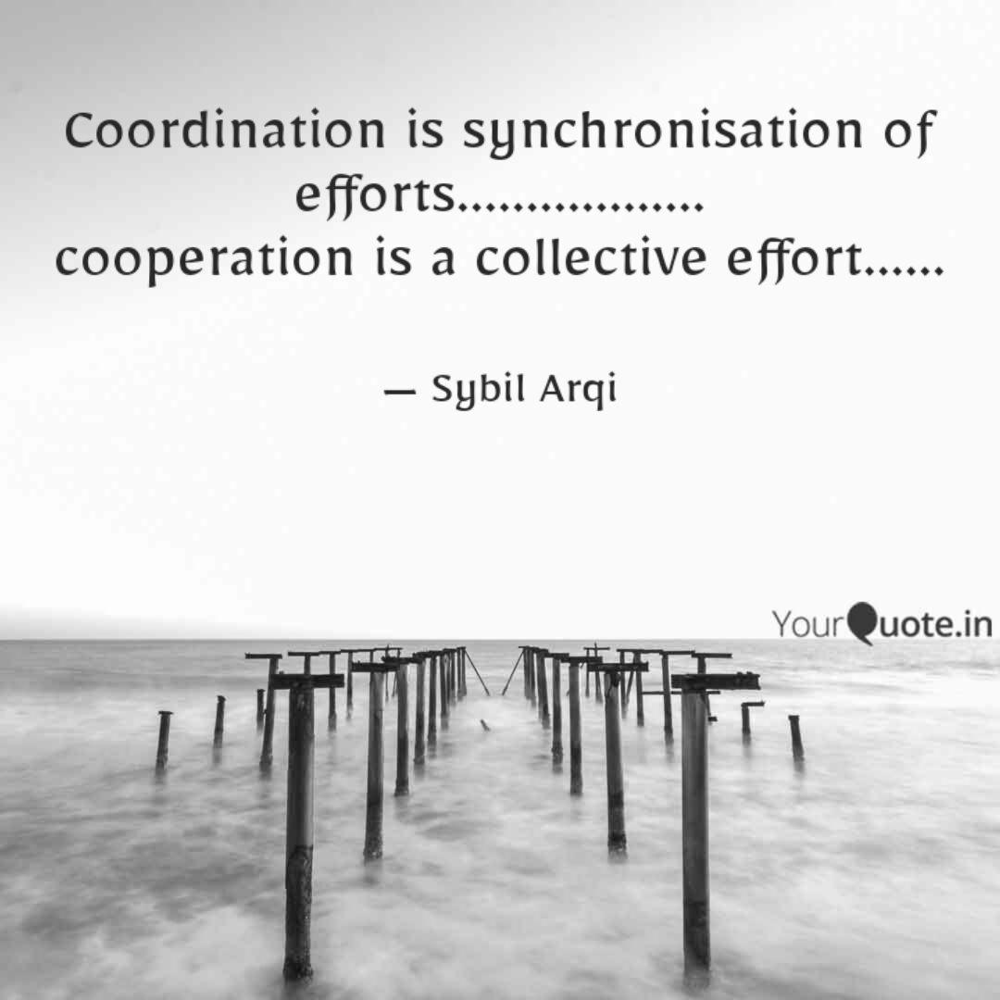 Coordination is synchronisation of
efforts..................
cooperation is a collective effort......
— Sybil Arqi
YourQuote.in